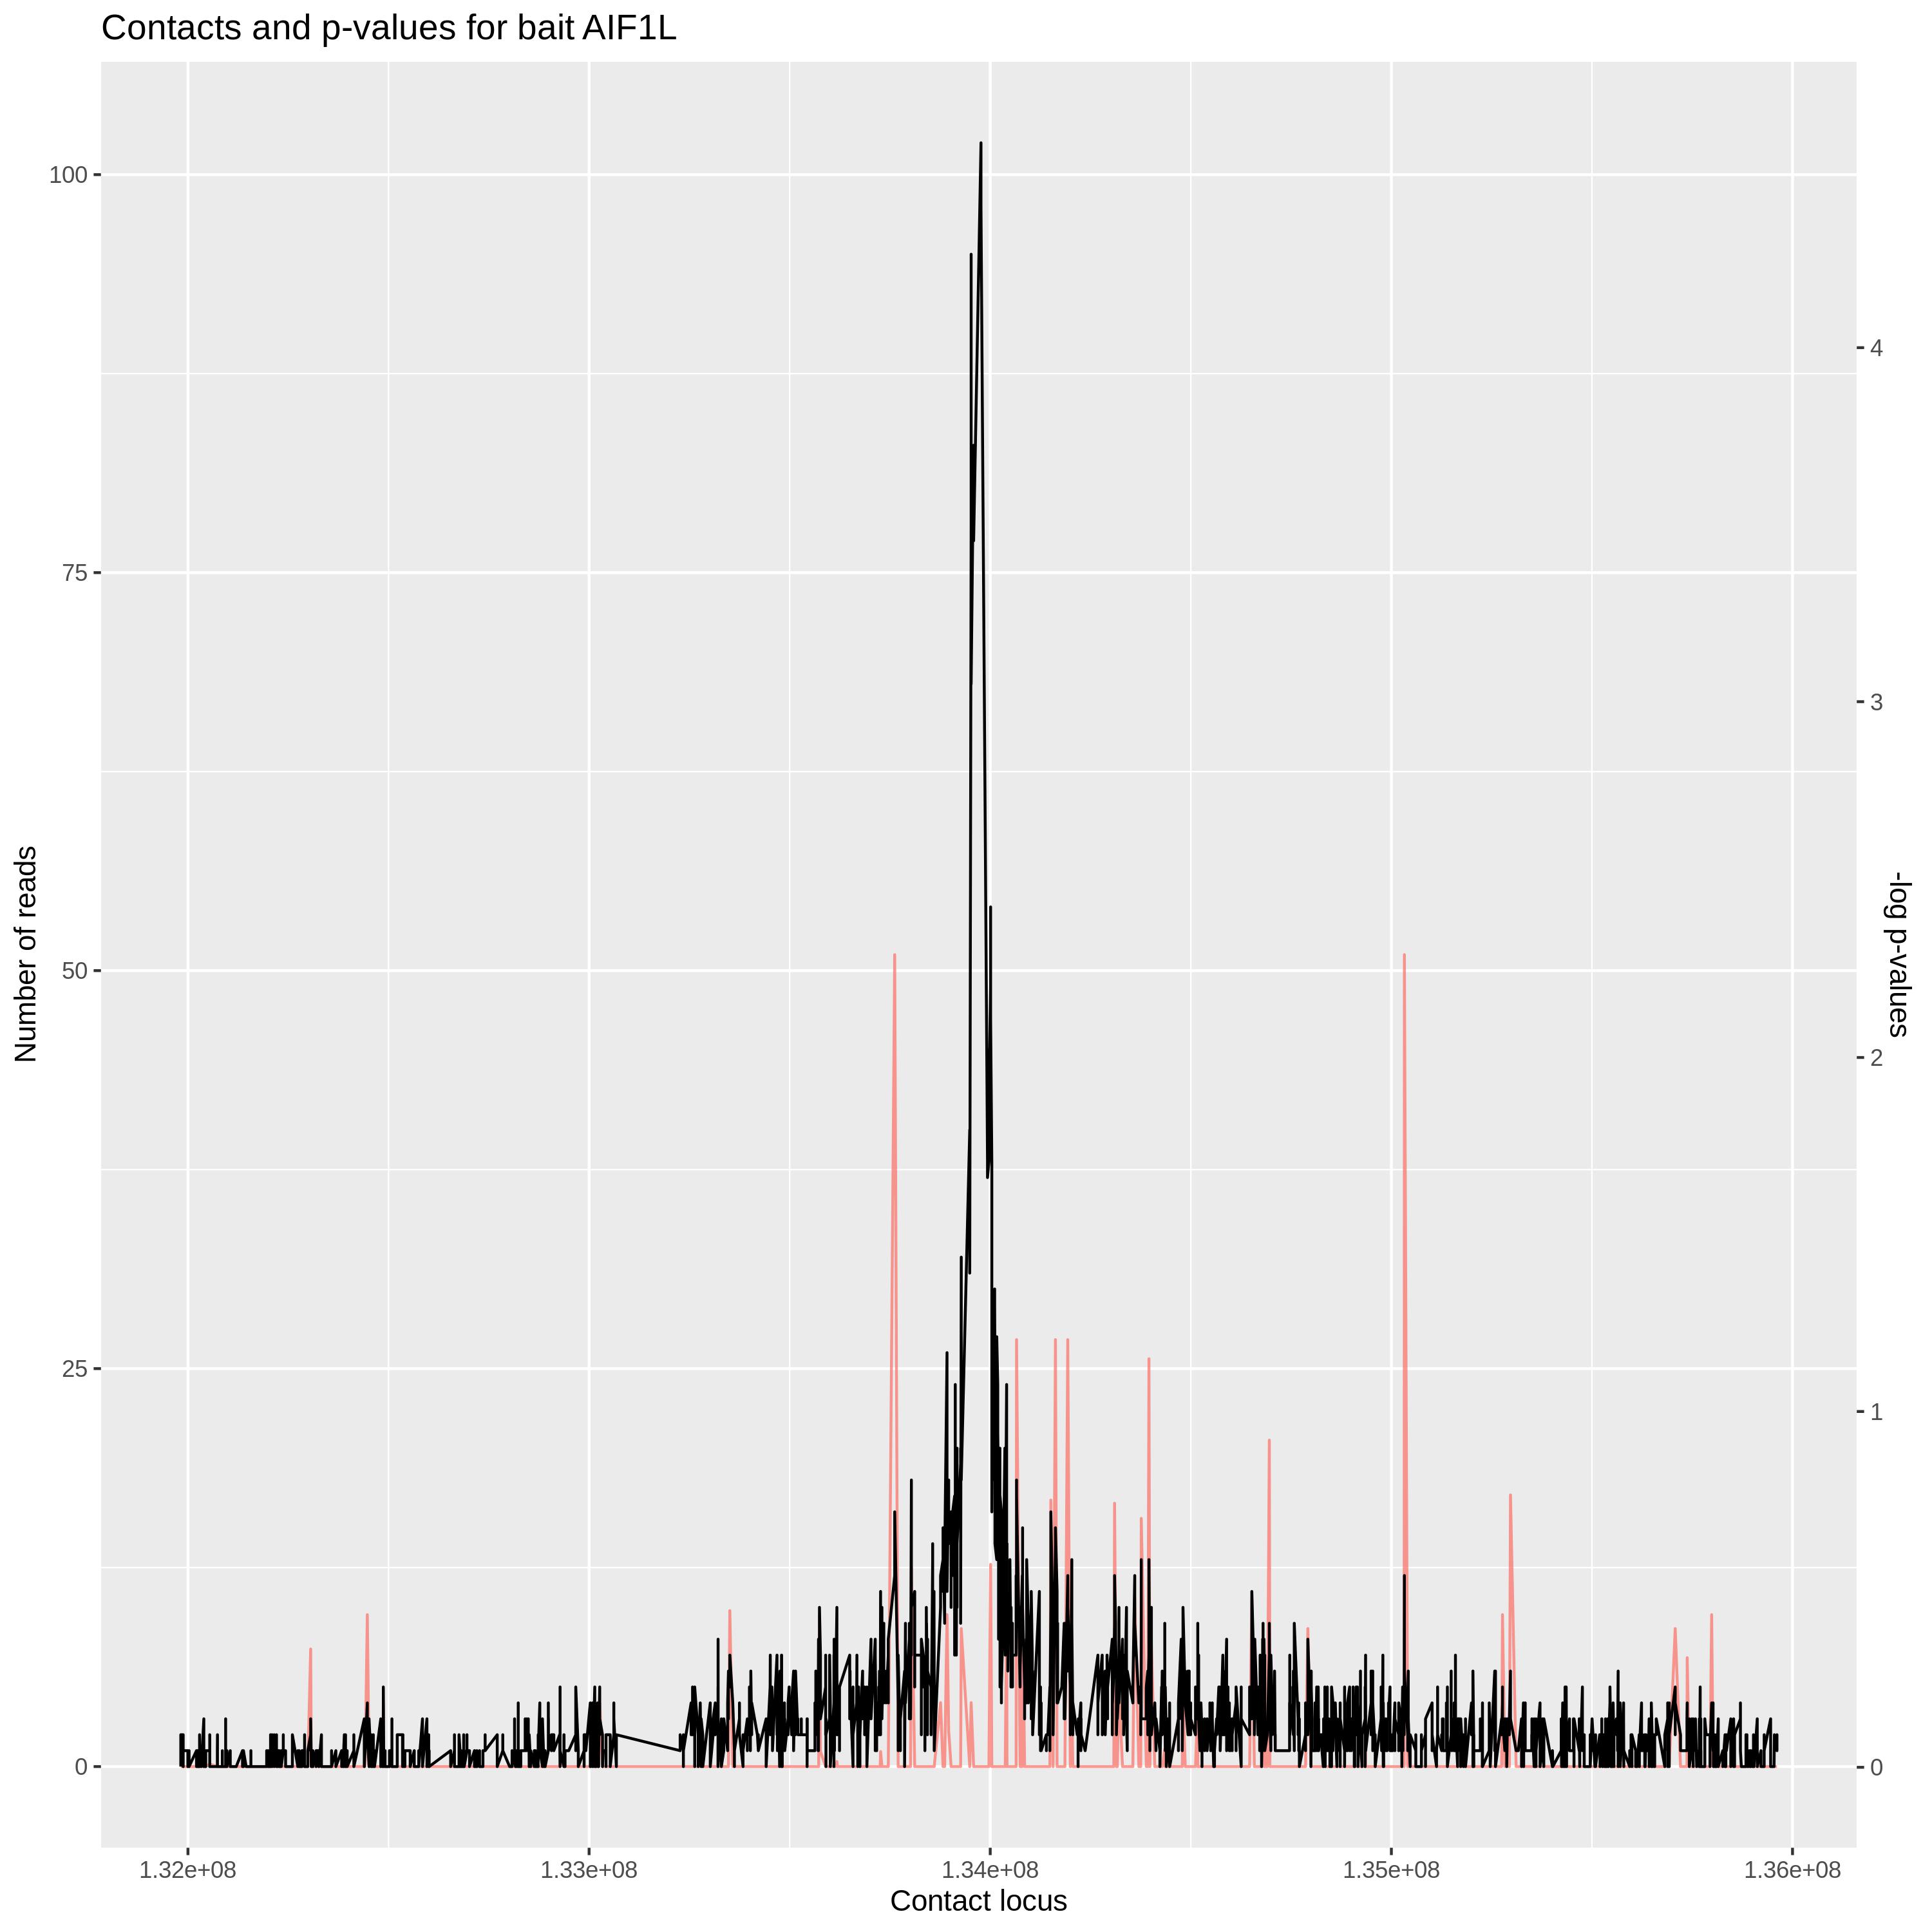 Contacts and p-values for bait AIF1L
Number of reads
100
75
50
25
0
4
3
2
1
0
-log p-values
1.32e+08
1.33e+08
1.34e+08
1.35e+08
1.36e+08
Contact locus